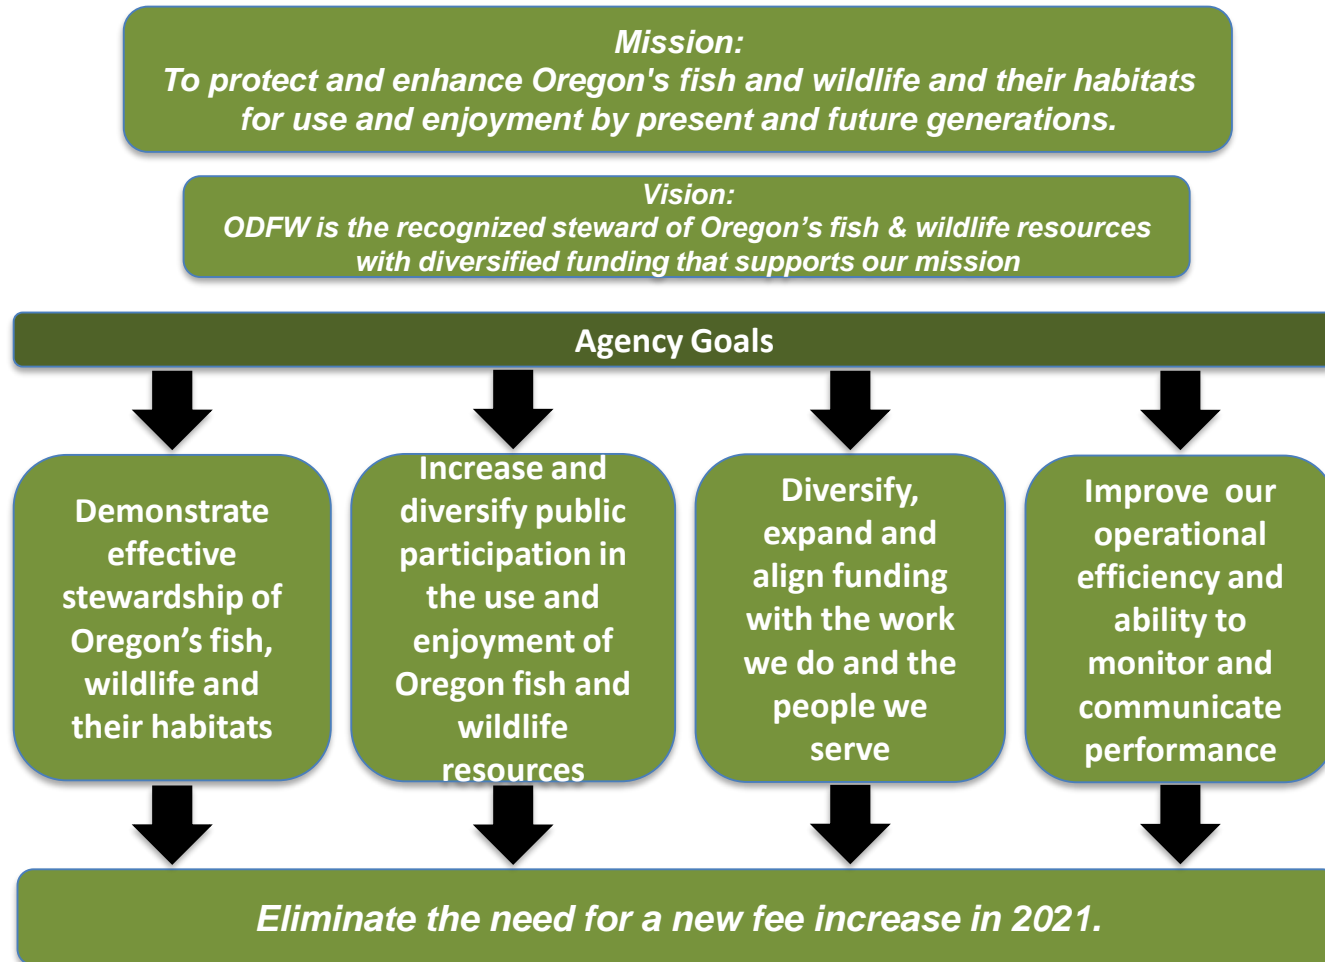 Mission:
To protect and enhance Oregon's fish and wildlife and their habitats
for use and enjoyment by present and future generations.
Vision:
ODFW is the recognized steward of Oregon’s fish & wildlife resources
with diversified funding that supports our mission
Agency Goals
Demonstrate
effective
stewardship of
Oregon’s fish,
wildlife and
their habitats
Increase and
diversify public
participation in
the use and
enjoyment of
Oregon fish and
wildlife
resources
Diversify,
expand and
align funding
with the work
we do and the
people we
serve
Improve  our
operational
efficiency and
ability to
monitor and
communicate
performance
Eliminate the need for a new fee increase in 2021.